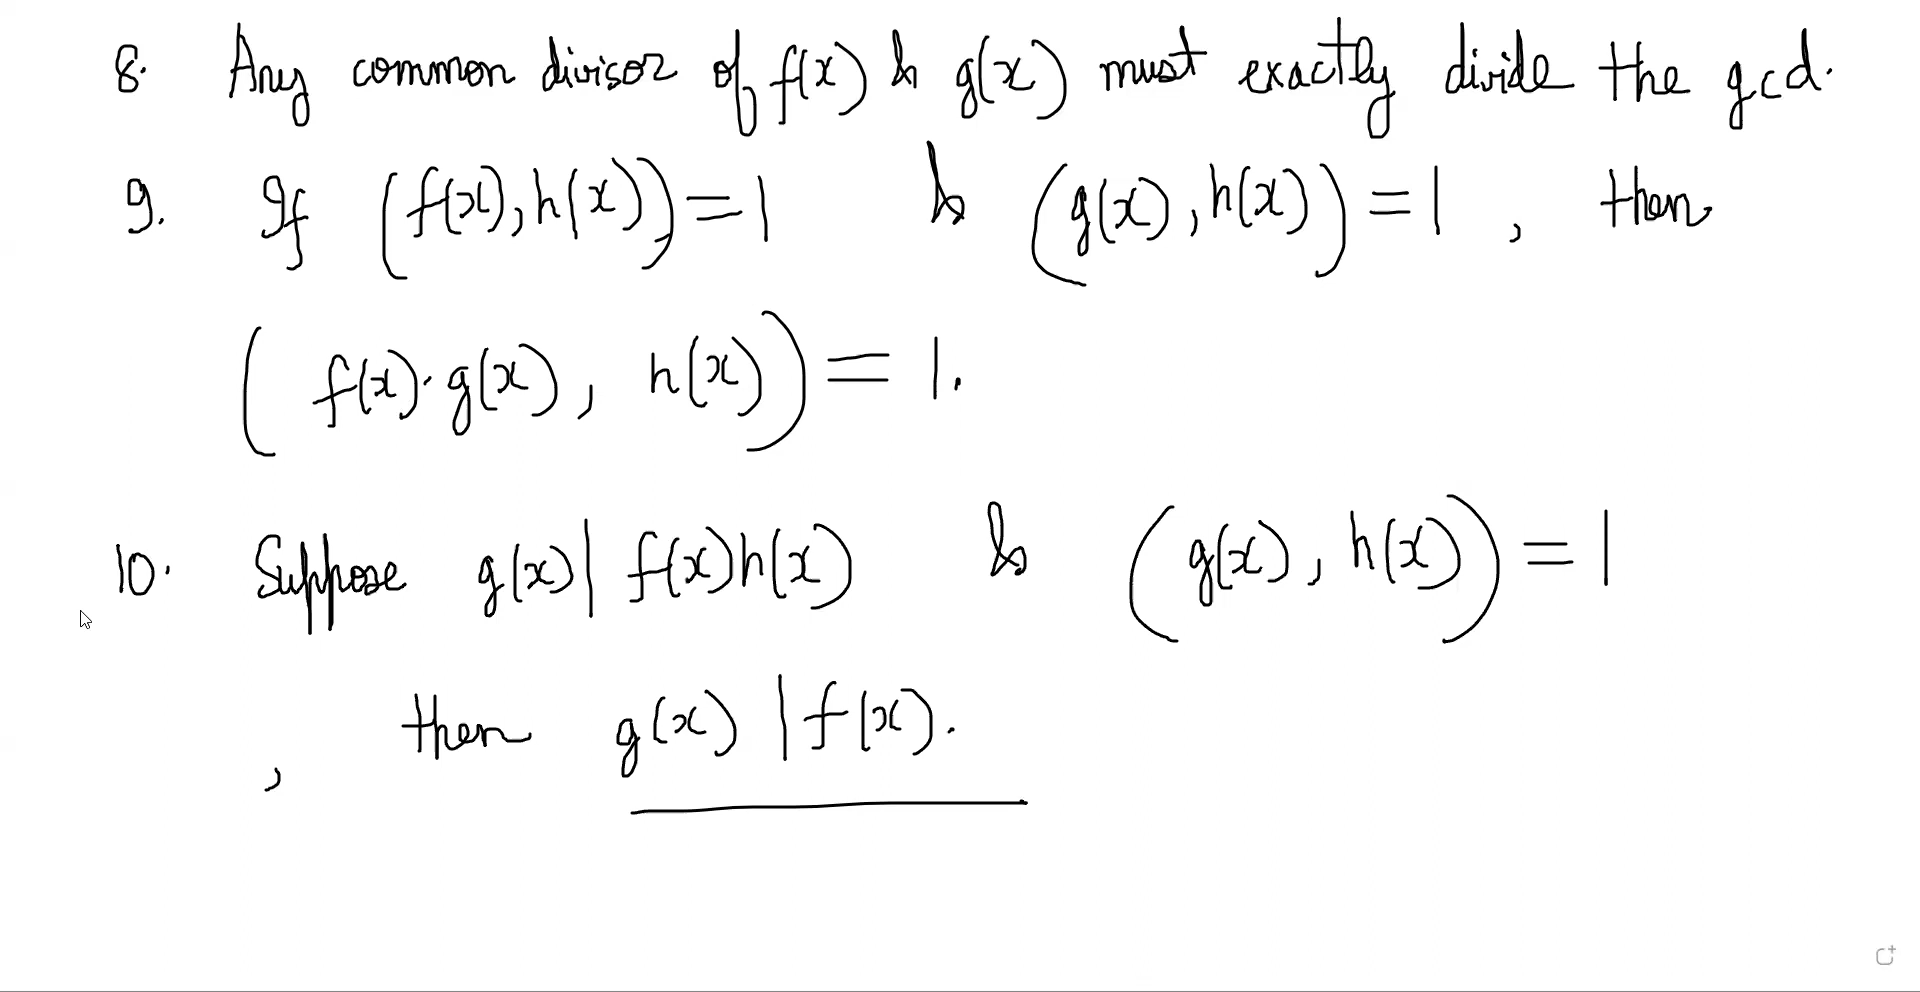 8. Any common divisor of f(x) & g(x) must exactly divide the gcd.
9. If (f(x), h(x)) = 1 & (g(x), h(x)) = 1, then
(f(x)·g(x), h(x)) = 1.
10. Suppose g(x) | f(x)h(x) & (g(x), h(x)) = 1
, then g(x) | f(x).